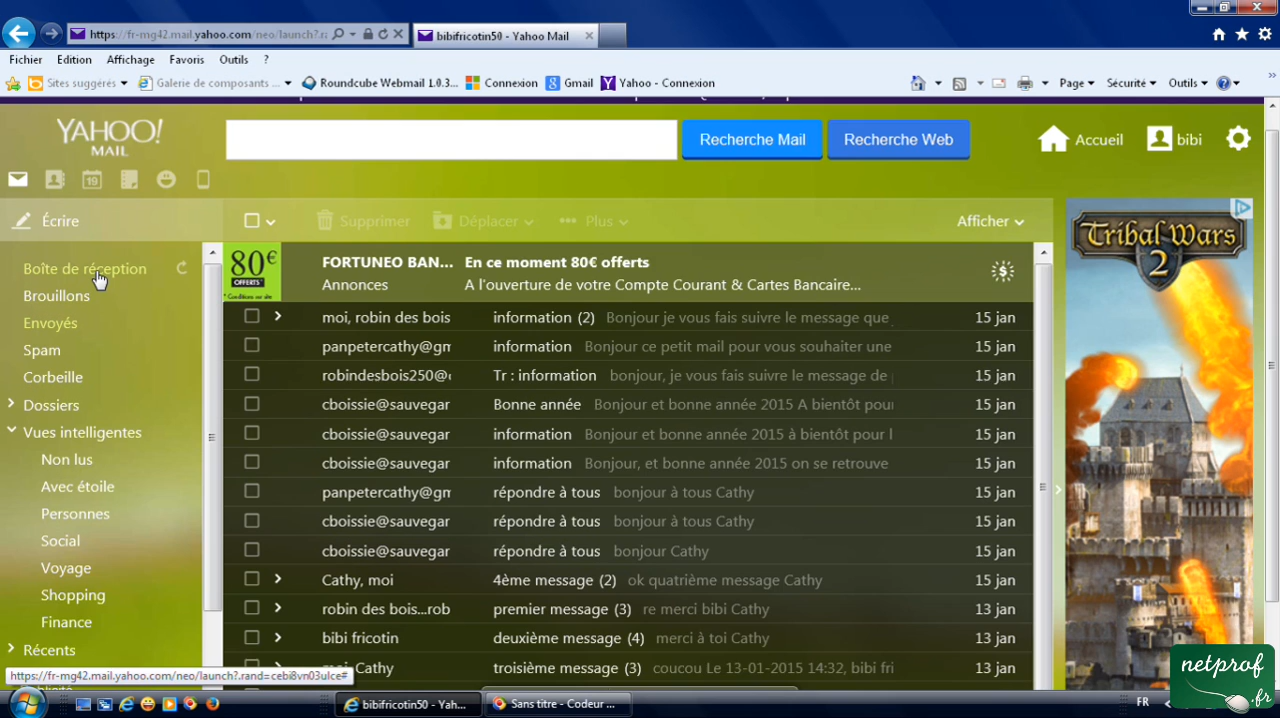 https://fr-mg42.mail.yahoo.com/neo/launch?.ra
bibifricotin50 - Yahoo Mail
Fichier Edition Affichage Favoris Outils ?
Sites suggérés Galerie de composants ... Roundcube Webmail 1.0.3... Connexion Gmail Yahoo - Connexion Page Sécurité Outils
YAHOO!
MAIL
Recherche Mail Recherche Web Accueil bibi
19
Écrire Supprimer Déplacer Plus Afficher
Boîte de réception
Brouillons
Envoyés
Spam
Corbeille
Dossiers
Vues intelligentes
Non lus
Avec étoile
Personnes
Social
Voyage
Shopping
Finance
Récents
80€
OFFERTS
* Conditions sur site
FORTUNEO BAN... En ce moment 80€ offerts
Annonces A l'ouverture de votre Compte Courant & Cartes Bancaire...
moi, robin des bois information (2) Bonjour je vous fais suivre le message que 15 jan
panpetercathy@gm information Bonjour ce petit mail pour vous souhaiter une 15 jan
robindesbois250@ Tr : information bonjour, je vous fais suivre le message de 15 jan
cboissie@sauvegar Bonne année Bonjour et bonne année 2015 A bientôt pour 15 jan
cboissie@sauvegar information Bonjour et bonne année 2015 à bientôt pour l 15 jan
cboissie@sauvegar information Bonjour, et bonne année 2015 on se retrouve 15 jan
panpetercathy@gm répondre à tous bonjour à tous Cathy 15 jan
cboissie@sauvegar répondre à tous bonjour à tous Cathy 15 jan
cboissie@sauvegar répondre à tous bonjour Cathy 15 jan
Cathy, moi 4ème message (2) ok quatrième message Cathy 15 jan
robin des bois...rob premier message (3) re merci bibi Cathy 13 jan
bibi fricotin deuxième message (4) merci à toi Cathy 13 jan
moi, Cathy troisième message (3) coucou Le 13-01-2015 14:32, bibi fri 13 jan
Tribal Wars
2
https://fr-mg42.mail.yahoo.com/neo/launch?.rand=cebi8vn03ulce#
bibifricotin50 - Ya... Sans titre - Codeur ... FR
netprof
.fr